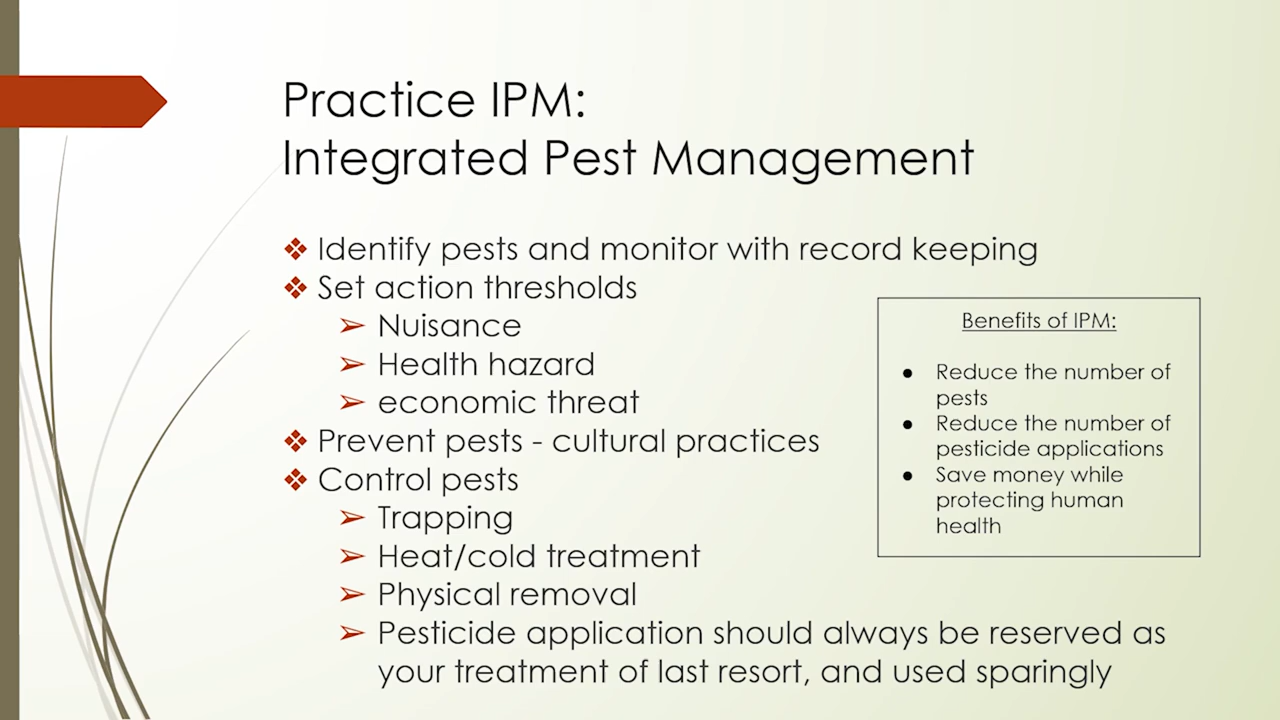 Practice IPM:
Integrated Pest Management
❖ Identify pests and monitor with record keeping
❖ Set action thresholds
➢ Nuisance
➢ Health hazard
➢ economic threat
❖ Prevent pests - cultural practices
❖ Control pests
➢ Trapping
➢ Heat/cold treatment
➢ Physical removal
➢ Pesticide application should always be reserved as
your treatment of last resort, and used sparingly
Benefits of IPM:
● Reduce the number of
pests
● Reduce the number of
pesticide applications
● Save money while
protecting human
health